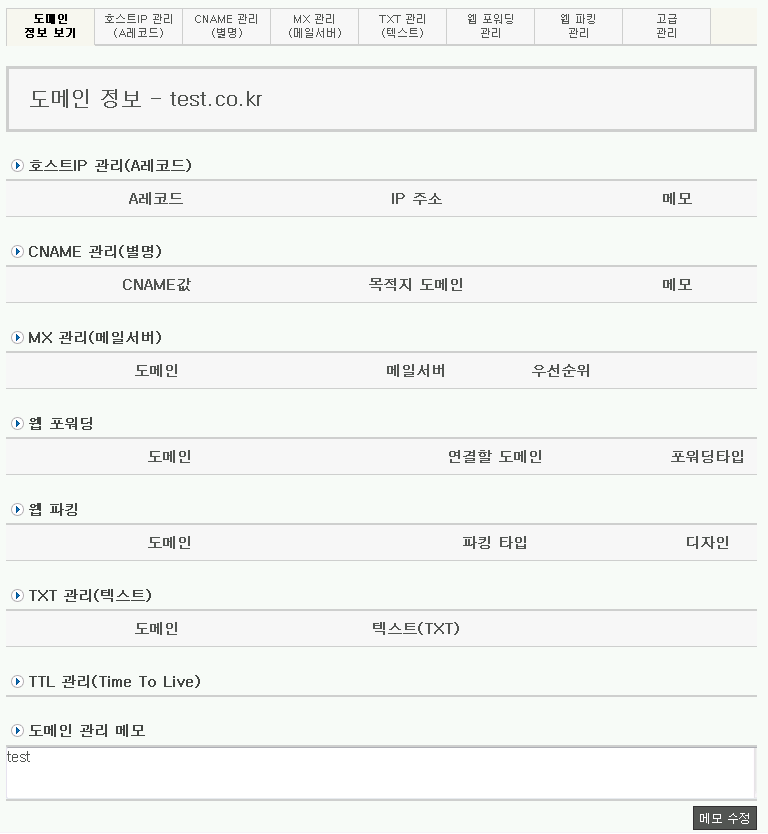 도메인 정보 보기
호스트IP 관리 (A레코드)
CNAME 관리 (별명)
MX 관리 (메일서버)
TXT 관리 (텍스트)
웹 포워딩 관리
웹 파킹 관리
고급 관리
도메인 정보 - test.co.kr
호스트IP 관리(A레코드)
A레코드 IP 주소 메모
CNAME 관리(별명)
CNAME값 목적지 도메인 메모
MX 관리(메일서버)
도메인 메일서버 우선순위
웹 포워딩
도메인 연결할 도메인 포워딩타입
웹 파킹
도메인 파킹 타입 디자인
TXT 관리(텍스트)
도메인 텍스트(TXT)
TTL 관리(Time To Live)
도메인 관리 메모
test
메모 수정